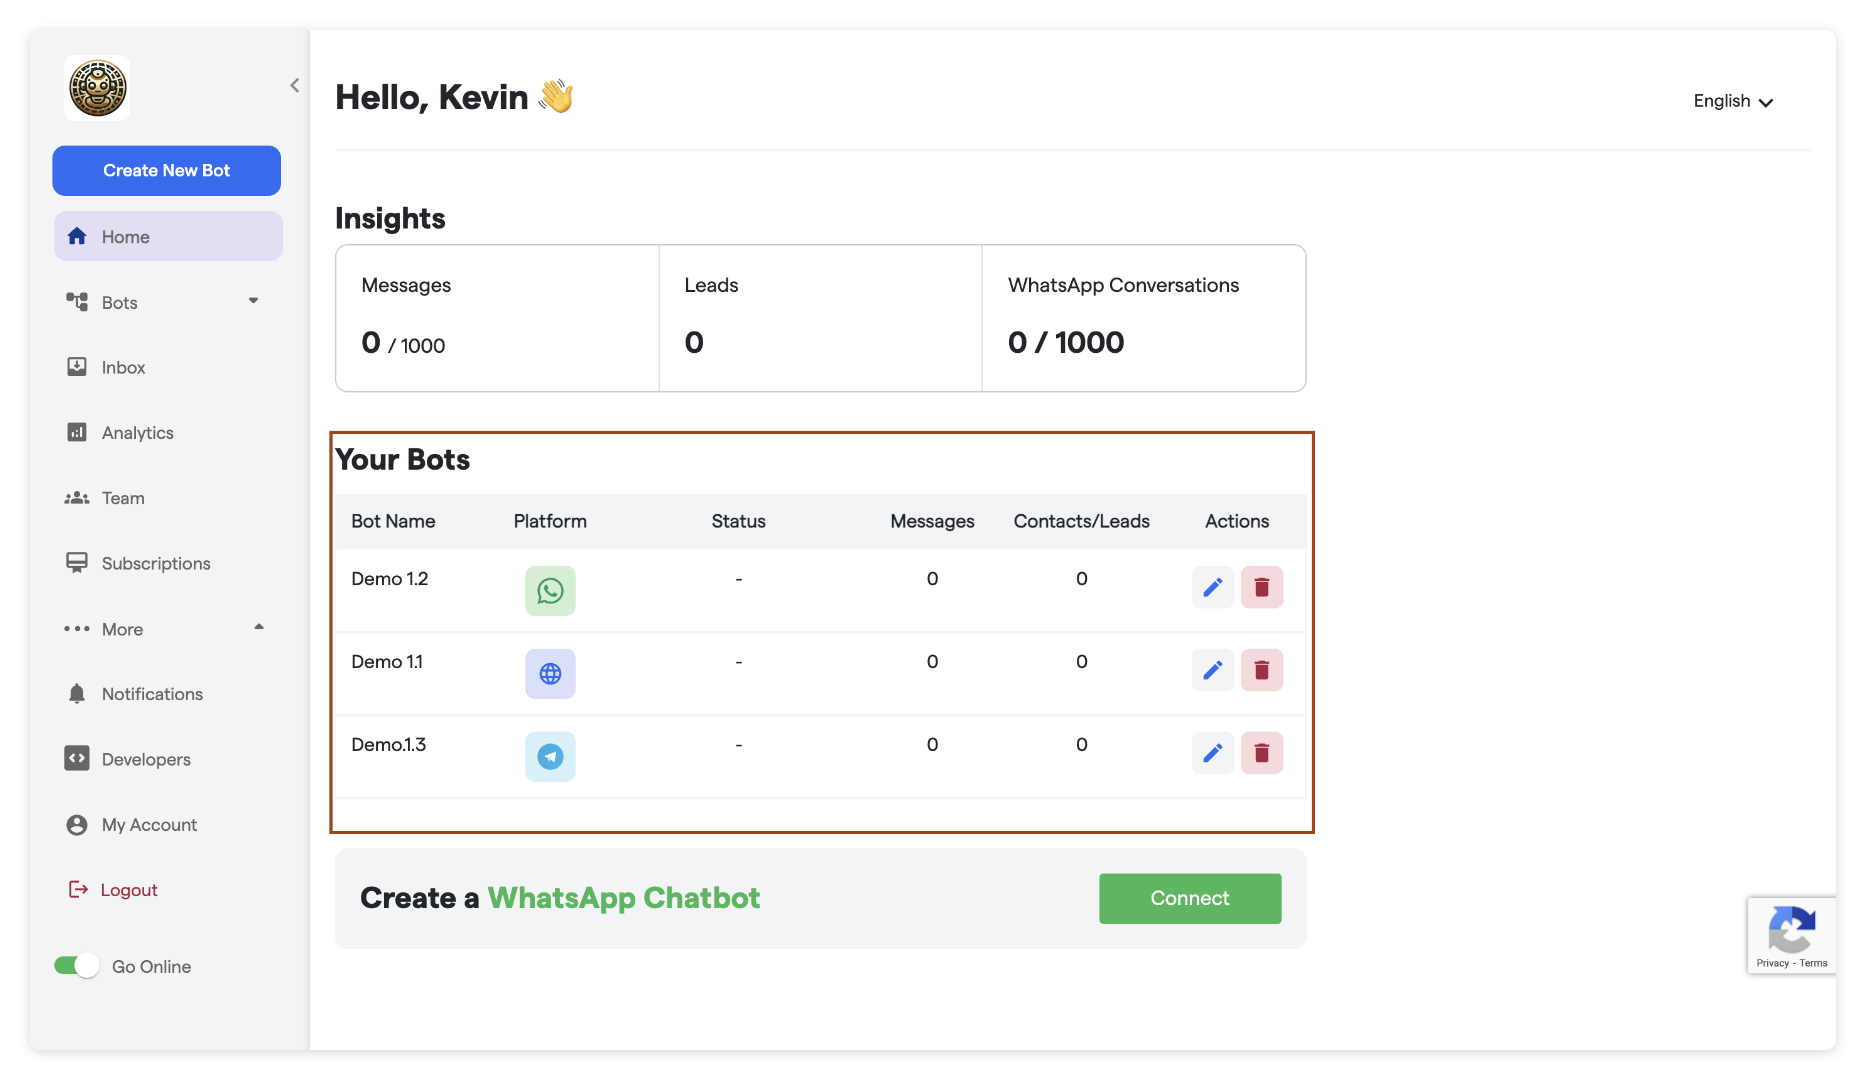 Hello, Kevin 👋
English
Create New Bot
Home
Bots
Inbox
Analytics
Team
Subscriptions
More
Notifications
Developers
My Account
Logout
Go Online
Insights
Messages
0 / 1000
Leads
0
WhatsApp Conversations
0 / 1000
Your Bots
Bot Name Platform Status Messages Contacts/Leads Actions
Demo 1.2 - 0 0
Demo 1.1 - 0 0
Demo.1.3 - 0 0
Create a WhatsApp Chatbot
Connect
Privacy - Terms